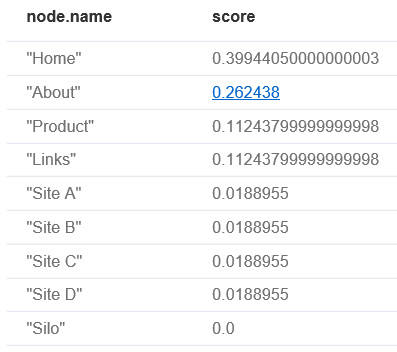 node.name score
"Home" 0.39944050000000003
"About" 0.262438
"Product" 0.11243799999999998
"Links" 0.11243799999999998
"Site A" 0.0188955
"Site B" 0.0188955
"Site C" 0.0188955
"Site D" 0.0188955
"Silo" 0.0